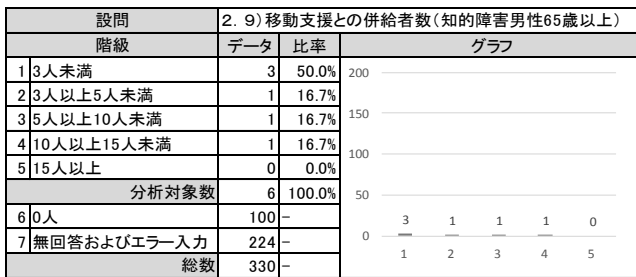 設問 2.9)移動支援との併給者数(知的障害男性65歳以上)
階級 データ 比率 グラフ
1 3人未満 3 50.0%
2 3人以上5人未満 1 16.7%
3 5人以上10人未満 1 16.7%
4 10人以上15人未満 1 16.7%
5 15人以上 0 0.0%
分析対象数 6 100.0%
6 0人 100 -
7 無回答およびエラー入力 224 -
総数 330 -
200
150
100
50
0
3 1 1 1 0
1 2 3 4 5